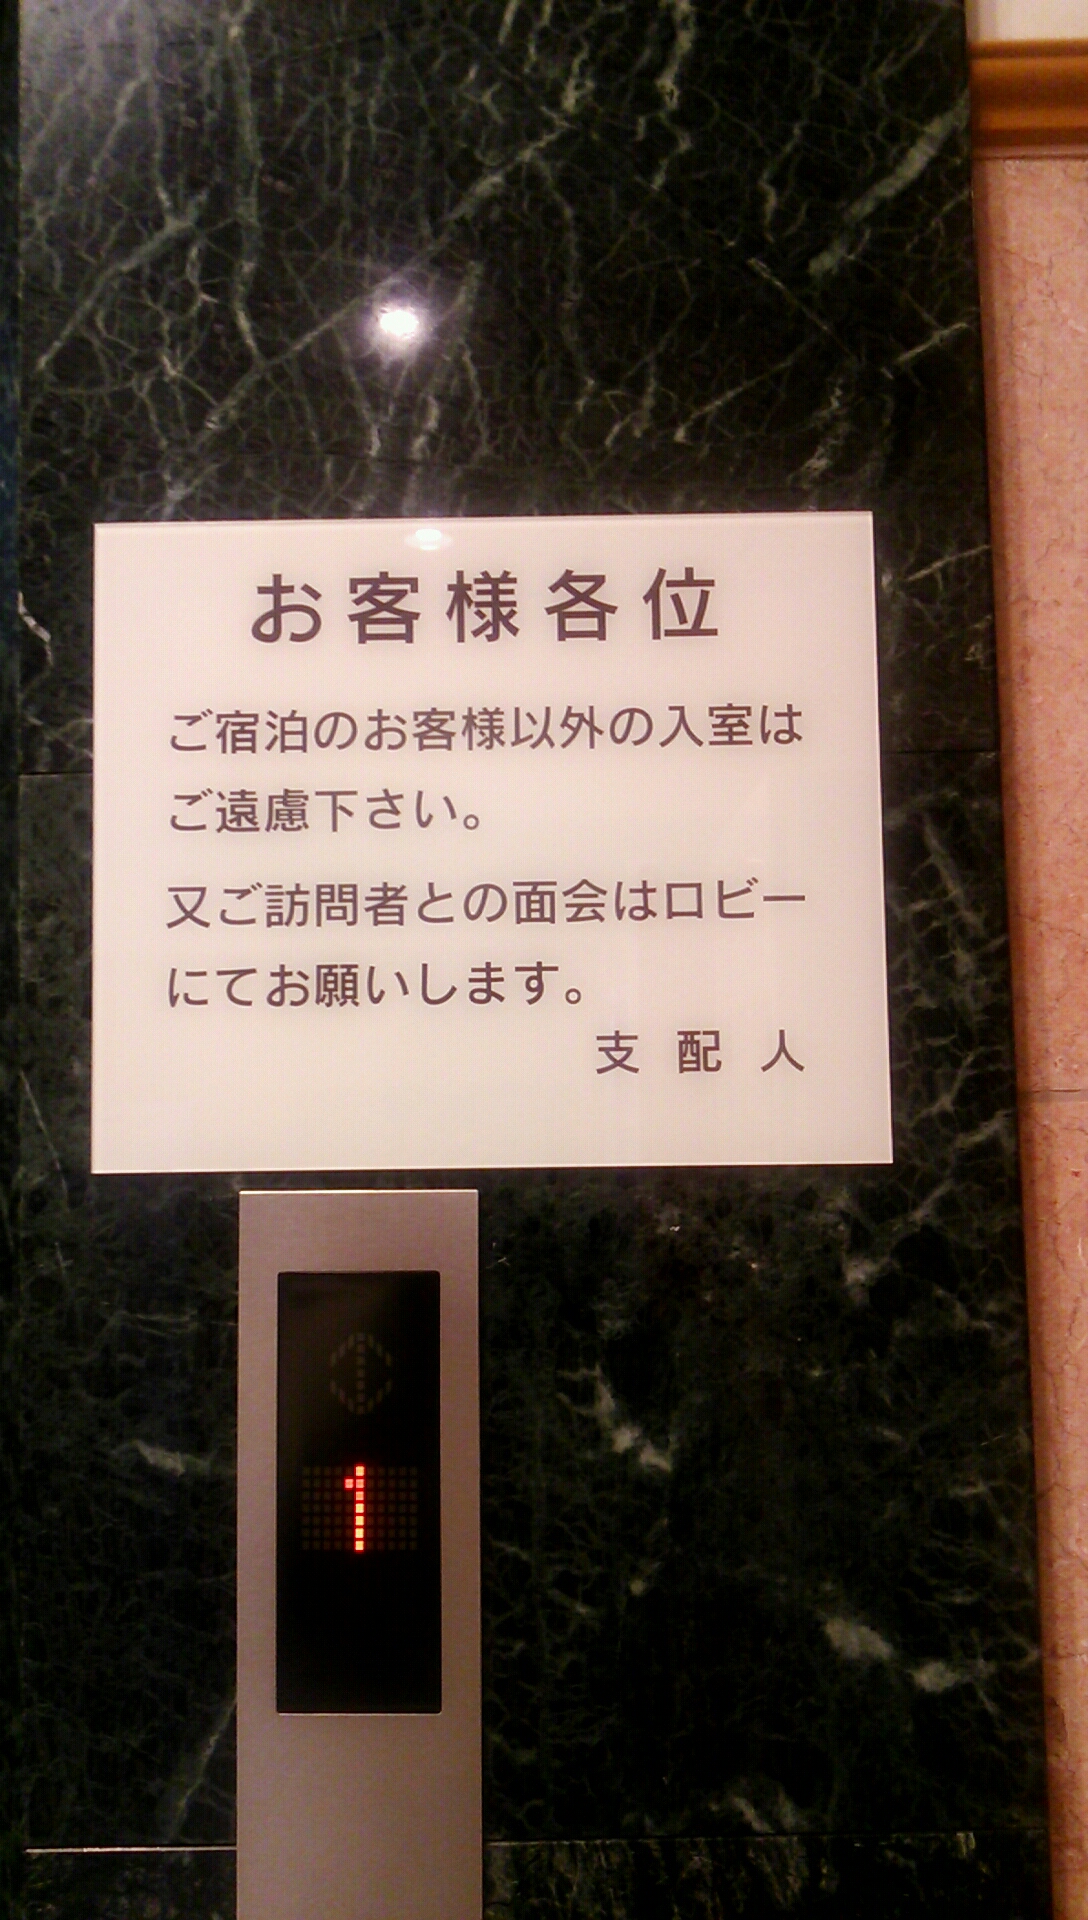 お客様各位
ご宿泊のお客様以外の入室は
ご遠慮下さい。
又ご訪問者との面会はロビー
にてお願いします。
支配人
1